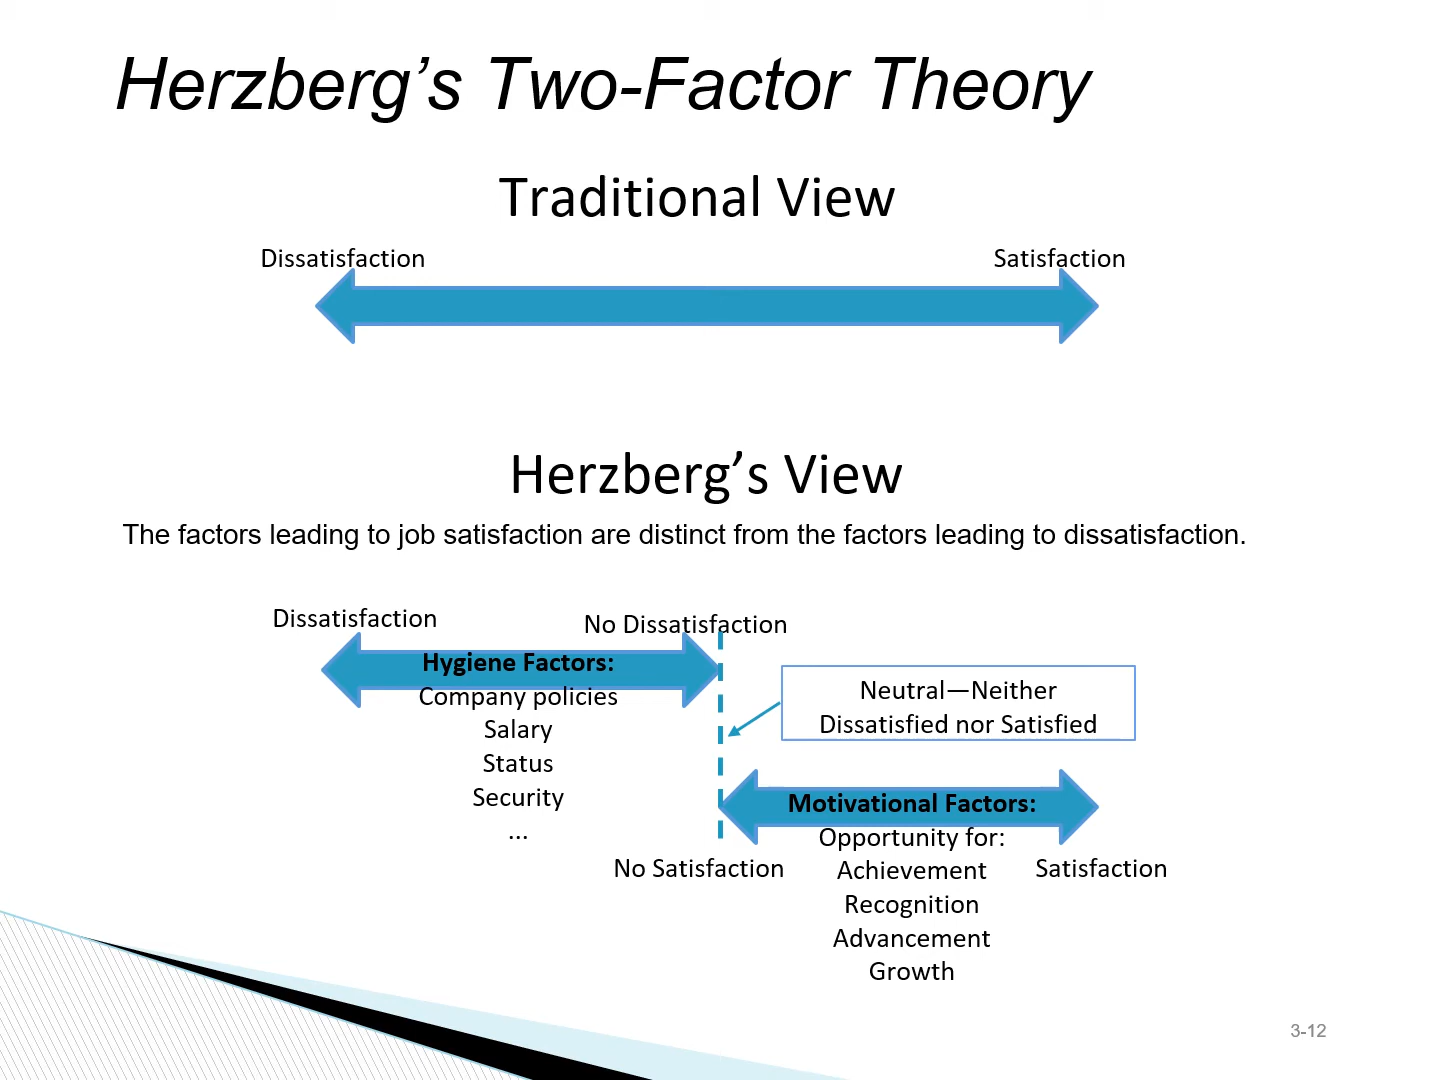 Herzberg’s Two-Factor Theory
Traditional View
Dissatisfaction
Satisfaction
Herzberg’s View
The factors leading to job satisfaction are distinct from the factors leading to dissatisfaction.
Dissatisfaction
No Dissatisfaction
Hygiene Factors:
Company policies
Salary
Status
Security
...
Neutral—Neither
Dissatisfied nor Satisfied
Motivational Factors:
Opportunity for:
Achievement
Recognition
Advancement
Growth
No Satisfaction
Satisfaction
3-12